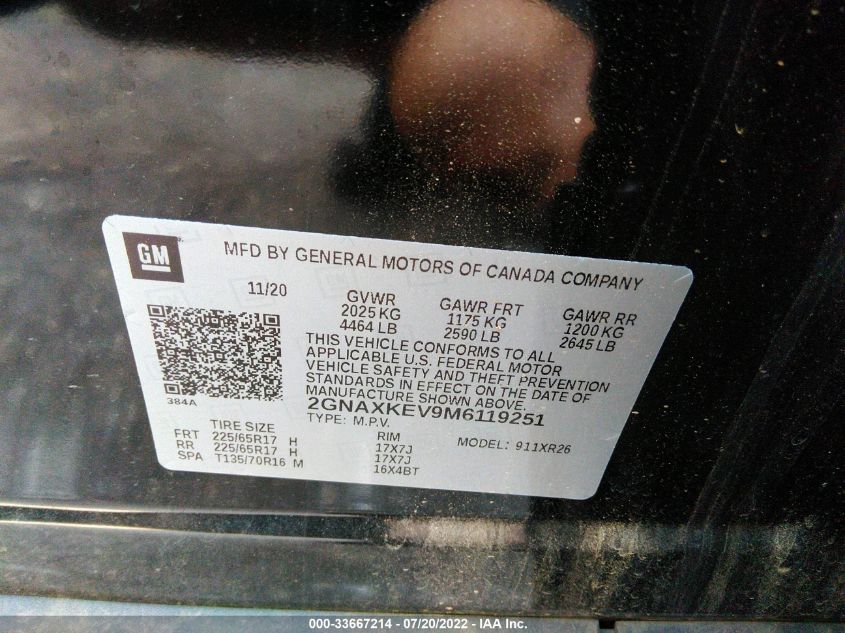 GM
MFD BY GENERAL MOTORS OF CANADA COMPANY
11/20
GVWR
2025 KG
4464 LB
GAWR FRT
1175 KG
2590 LB
GAWR RR
1200 KG
2645 LB
THIS VEHICLE CONFORMS TO ALL
APPLICABLE U.S. FEDERAL MOTOR
VEHICLE SAFETY AND THEFT PREVENTION
STANDARDS IN EFFECT ON THE DATE OF
MANUFACTURE SHOWN ABOVE.
384A
2GNAXKEV9M6119251
TYPE: M.P.V.
MODEL: 911XR26
TIRE SIZE RIM
FRT 225/65R17 H 17X7J
RR 225/65R17 H 17X7J
SPA T135/70R16 M 16X4BT
000-33667214 - 07/20/2022 - IAA Inc.